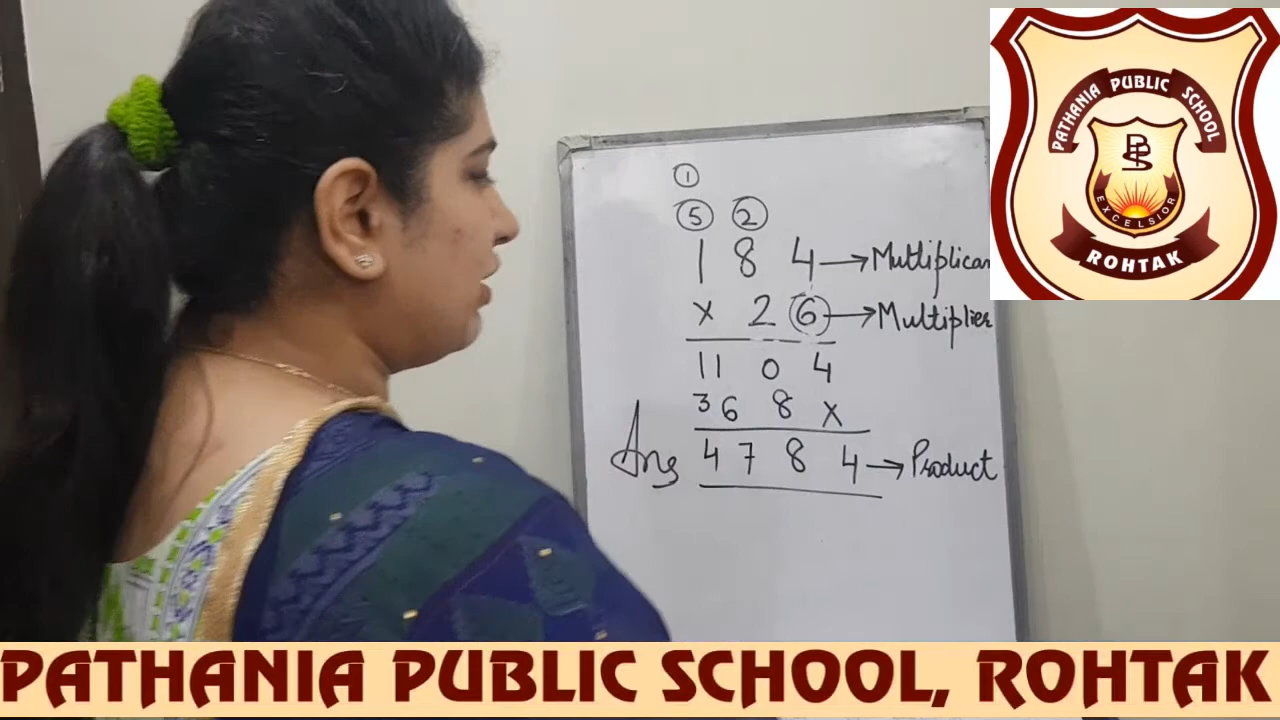 ①
⑤ ②
1 8 4 → Multiplican
x 2 ⑥ → Multiplier
11 0 4
36 8 x
Ans 4 7 8 4 → Product
PATHANIA PUBLIC SCHOOL
PS
EXCELSIOR
ROHTAK
PATHANIA PUBLIC SCHOOL, ROHTAK